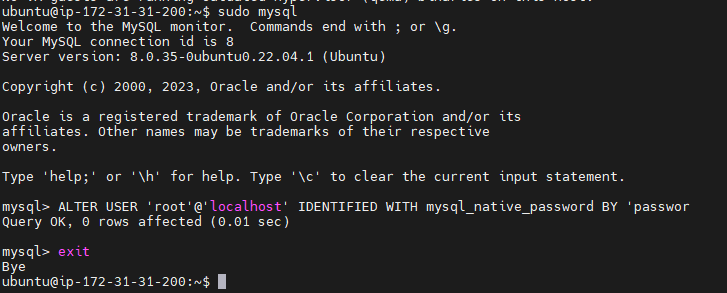 ubuntu@ip-172-31-31-200:~$ sudo mysql
Welcome to the MySQL monitor.  Commands end with ; or \g.
Your MySQL connection id is 8
Server version: 8.0.35-0ubuntu0.22.04.1 (Ubuntu)
Copyright (c) 2000, 2023, Oracle and/or its affiliates.
Oracle is a registered trademark of Oracle Corporation and/or its
affiliates. Other names may be trademarks of their respective
owners.
Type 'help;' or '\h' for help. Type '\c' to clear the current input statement.
mysql> ALTER USER 'root'@'localhost' IDENTIFIED WITH mysql_native_password BY 'passwor
Query OK, 0 rows affected (0.01 sec)
mysql> exit
Bye
ubuntu@ip-172-31-31-200:~$